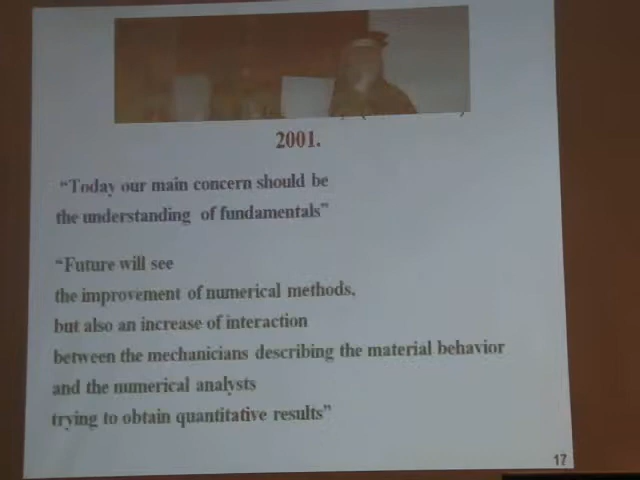 2001.
“Today our main concern should be
the understanding of fundamentals”
“Future will see
the improvement of numerical methods,
but also an increase of interaction
between the mechanicians describing the material behavior
and the numerical analysts
trying to obtain quantitative results”
17